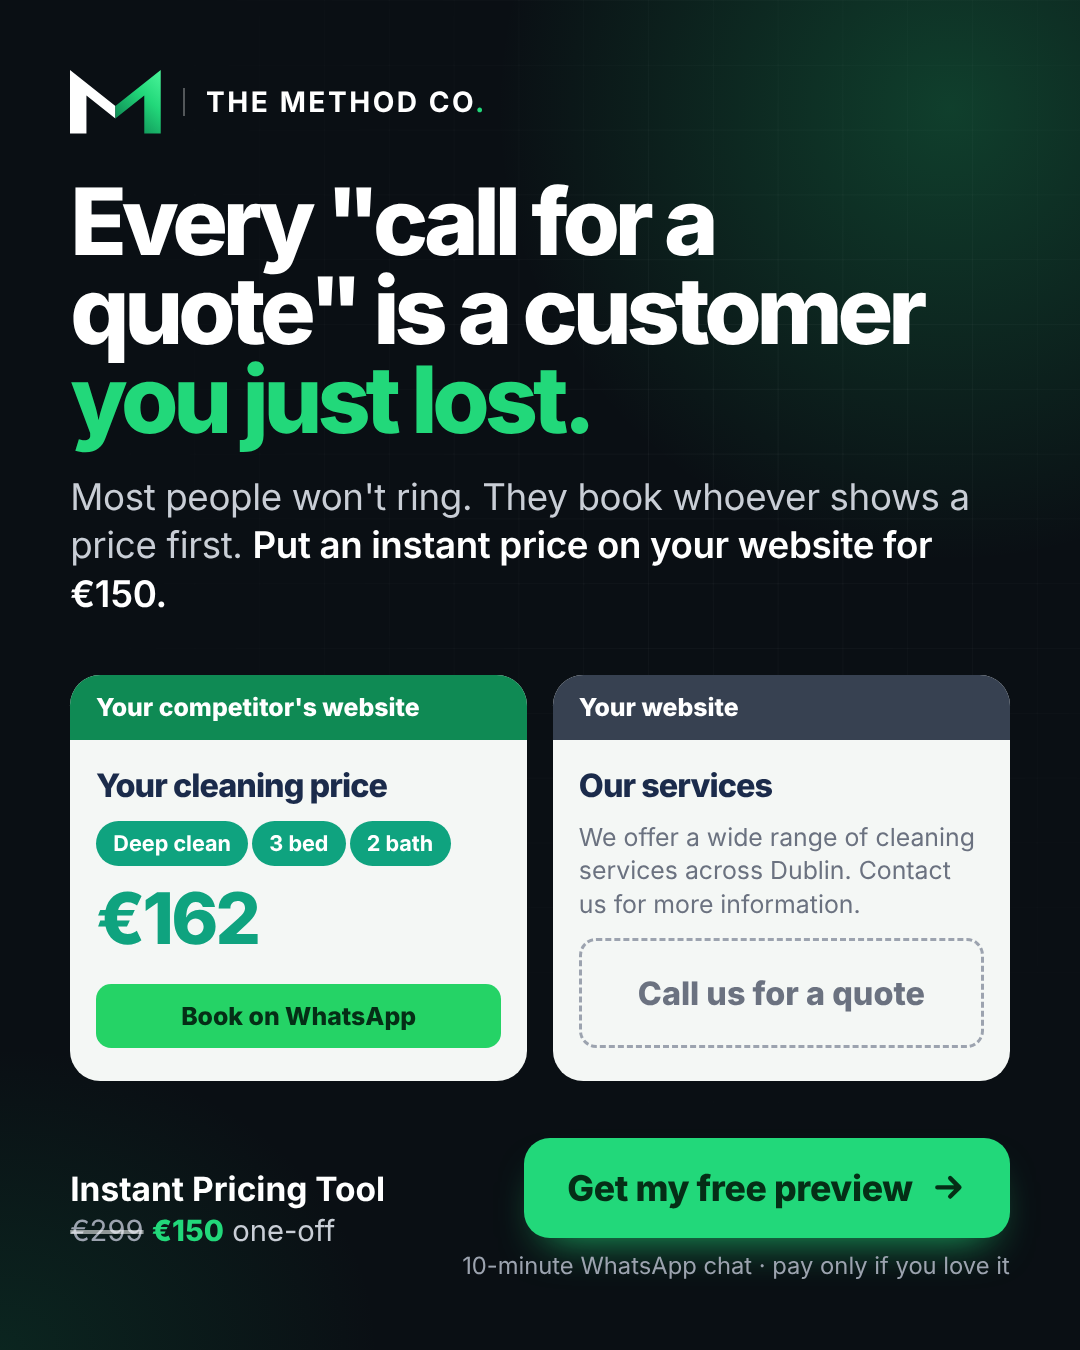 THE METHOD CO.
Every "call for a
quote" is a customer
you just lost.
Most people won't ring. They book whoever shows a
price first. Put an instant price on your website for
€150.
Your competitor's website
Your cleaning price
Deep clean 3 bed 2 bath
€162
Book on WhatsApp
Your website
Our services
We offer a wide range of cleaning
services across Dublin. Contact
us for more information.
Call us for a quote
Instant Pricing Tool
€299 €150 one-off
Get my free preview →
10-minute WhatsApp chat · pay only if you love it